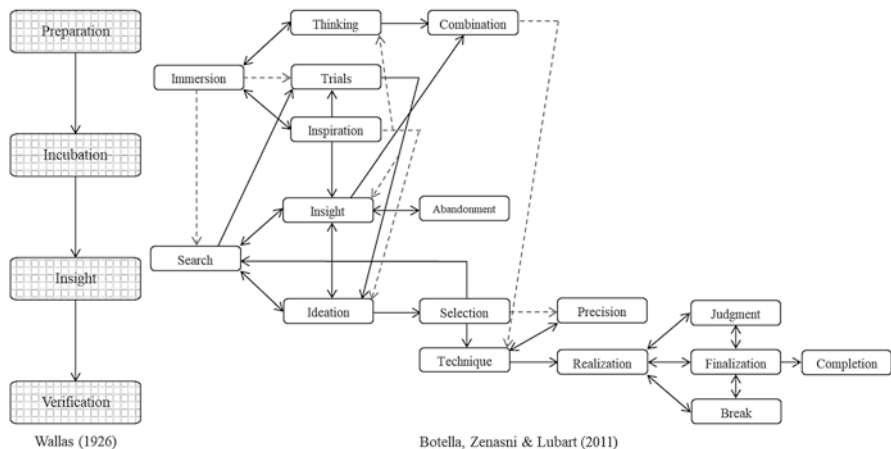 Preparation
Incubation
Insight
Verification
Wallas (1926)
Thinking
Combination
Immersion
Trials
Inspiration
Insight
Abandonment
Search
Ideation
Selection
Precision
Judgment
Technique
Realization
Finalization
Completion
Break
Botella, Zenasni & Lubart (2011)